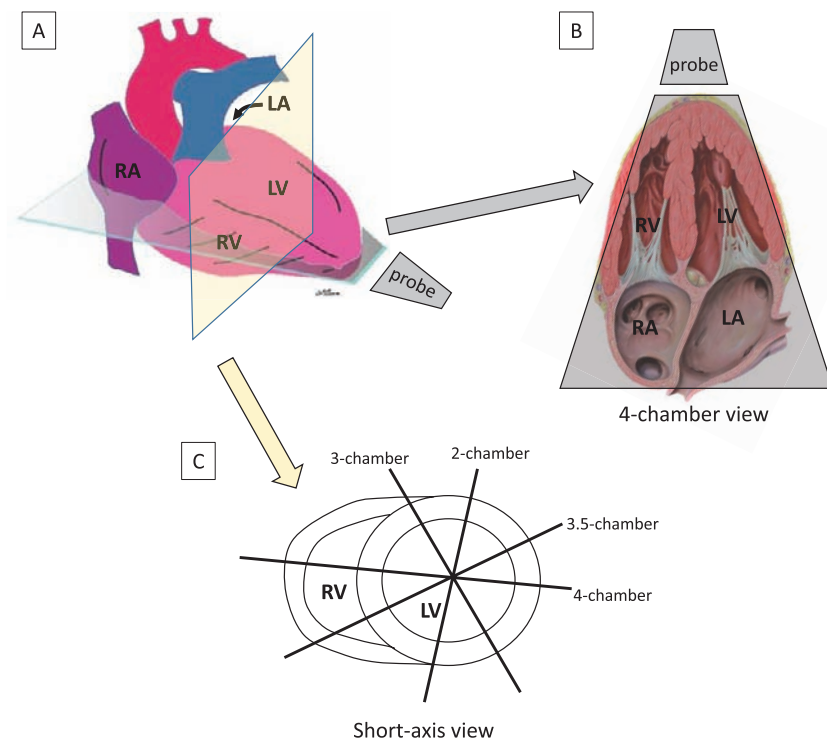 A
B
probe
LA
RA
LV
RV
probe
RV
LV
RA
LA
4-chamber view
C
3-chamber
2-chamber
3.5-chamber
4-chamber
RV
LV
Short-axis view